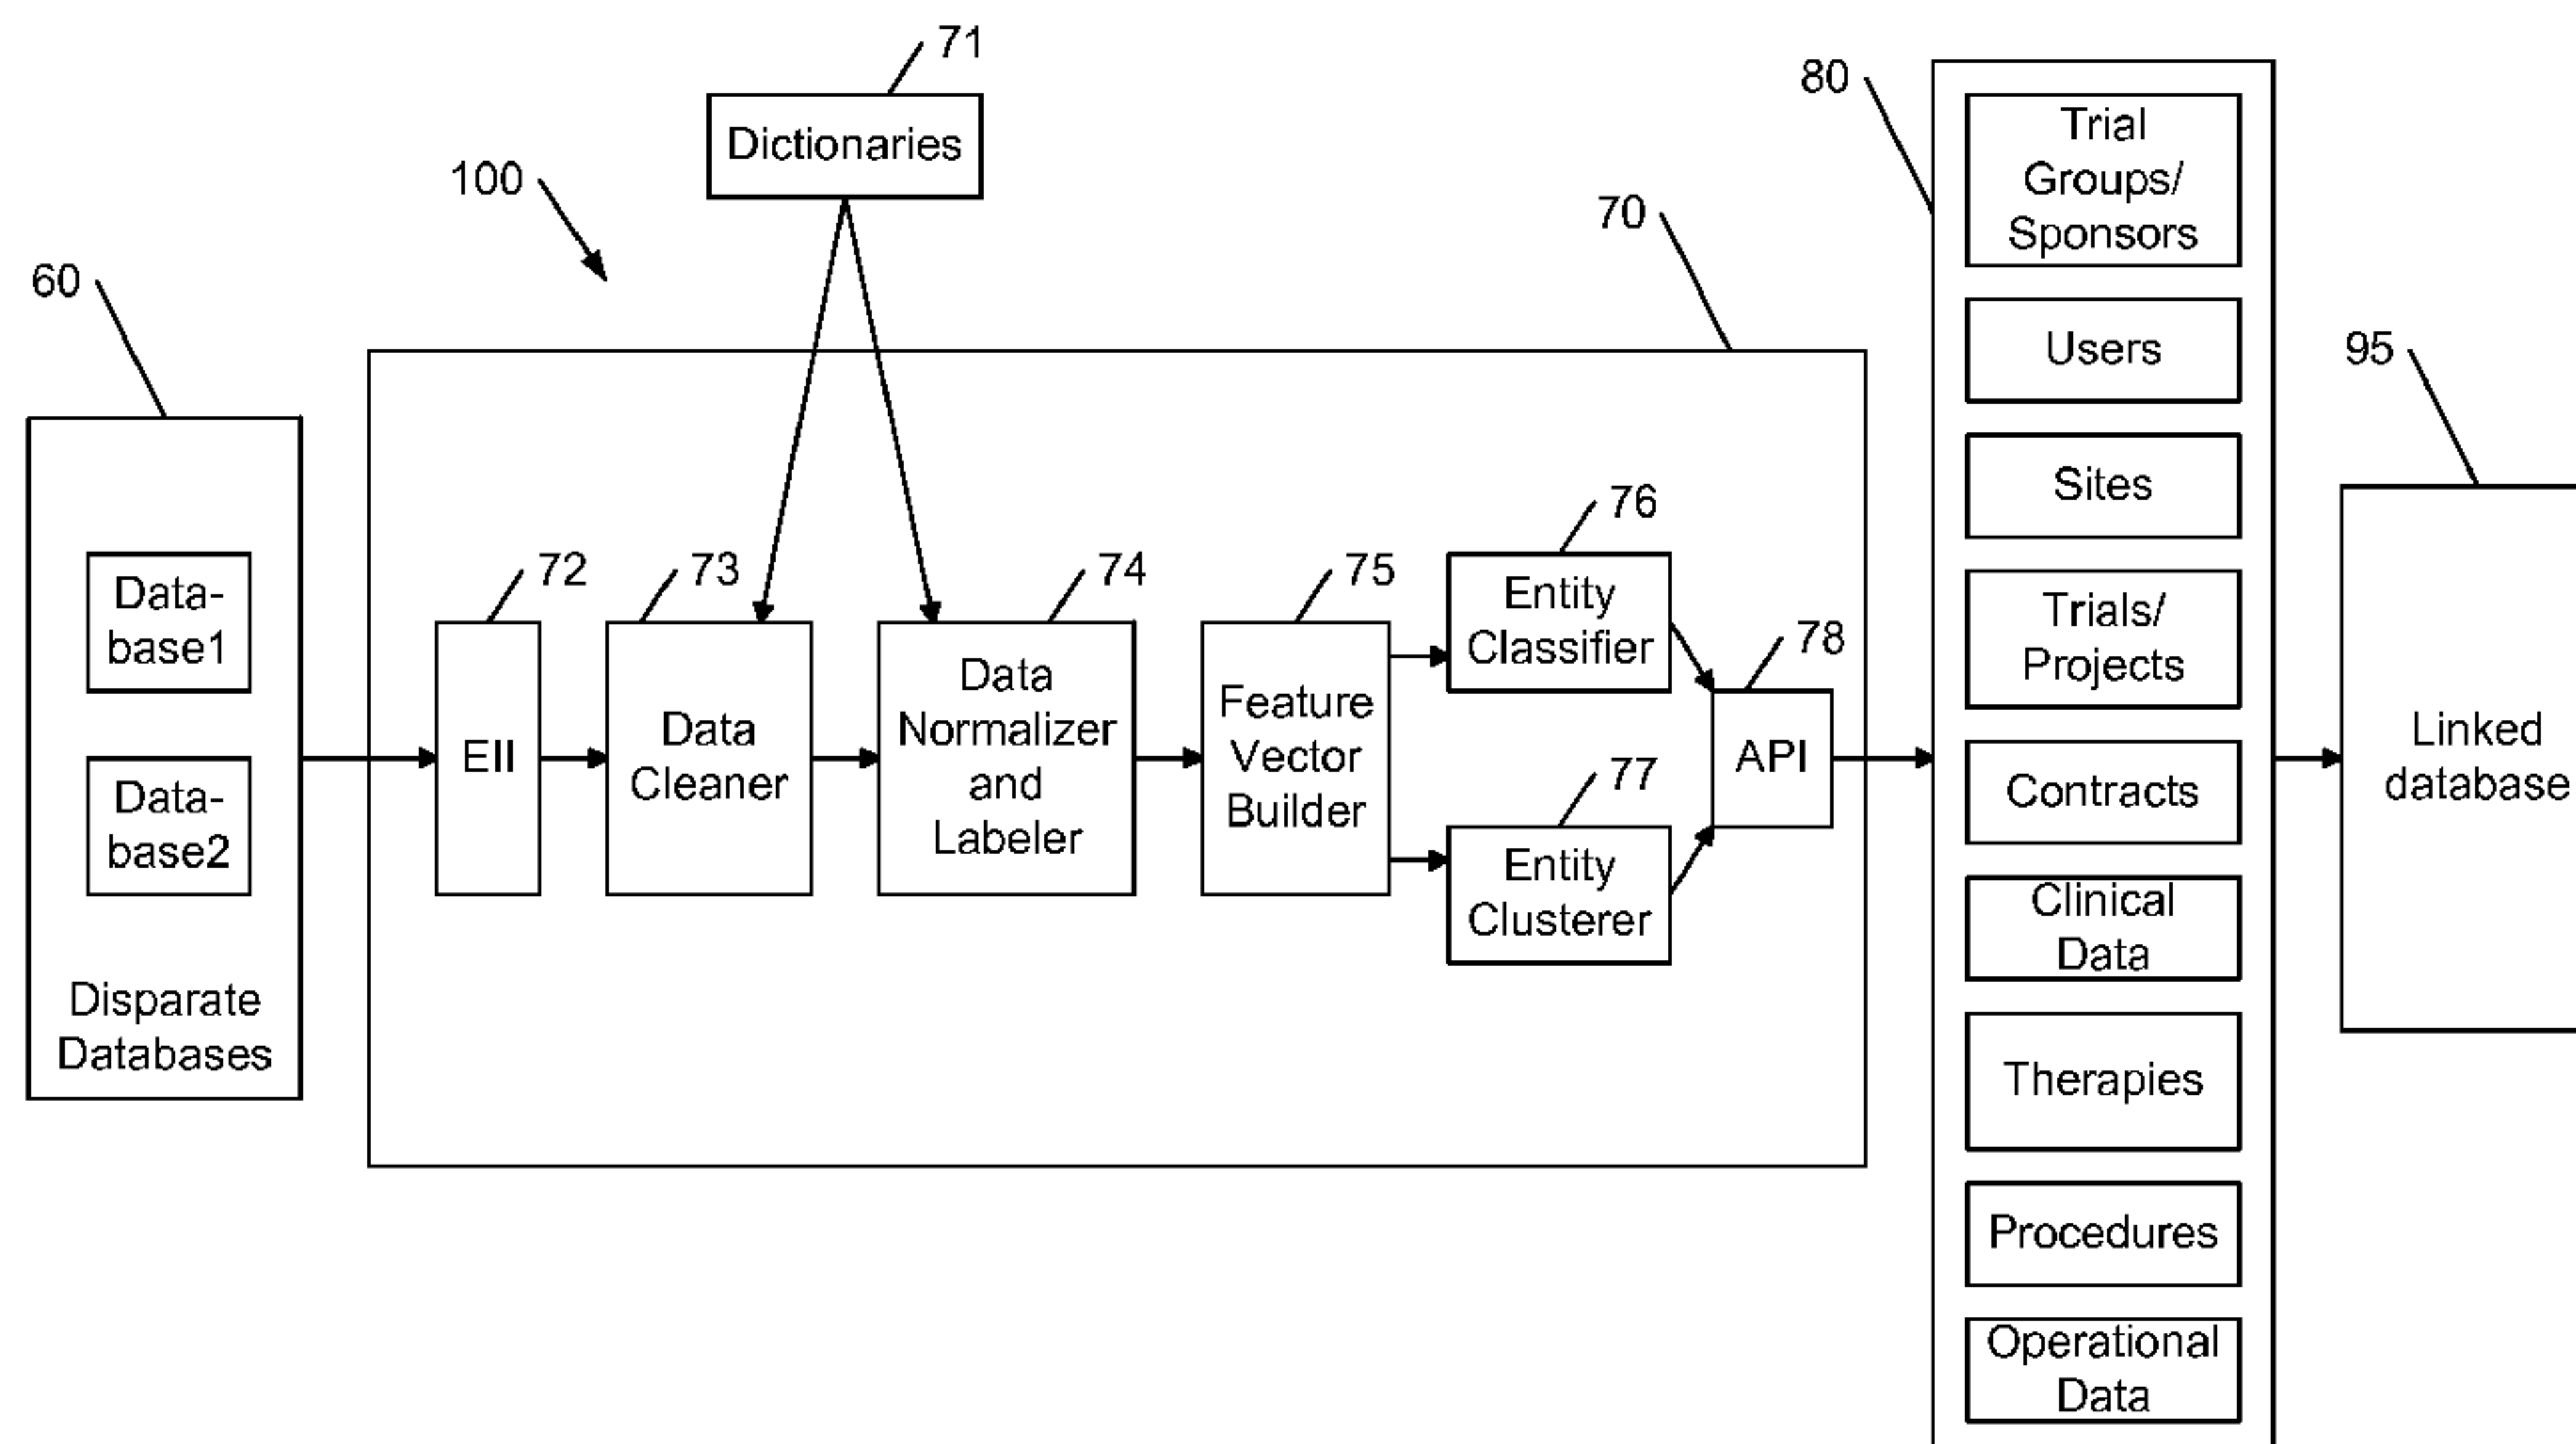 71
Dictionaries
100
60
Data-
base1
Data-
base2
Disparate
Databases
70
72
EII
73
Data
Cleaner
74
Data
Normalizer
and
Labeler
75
Feature
Vector
Builder
76
Entity
Classifier
77
Entity
Clusterer
78
API
80
Trial
Groups/
Sponsors
Users
Sites
Trials/
Projects
Contracts
Clinical
Data
Therapies
Procedures
Operational
Data
95
Linked
database